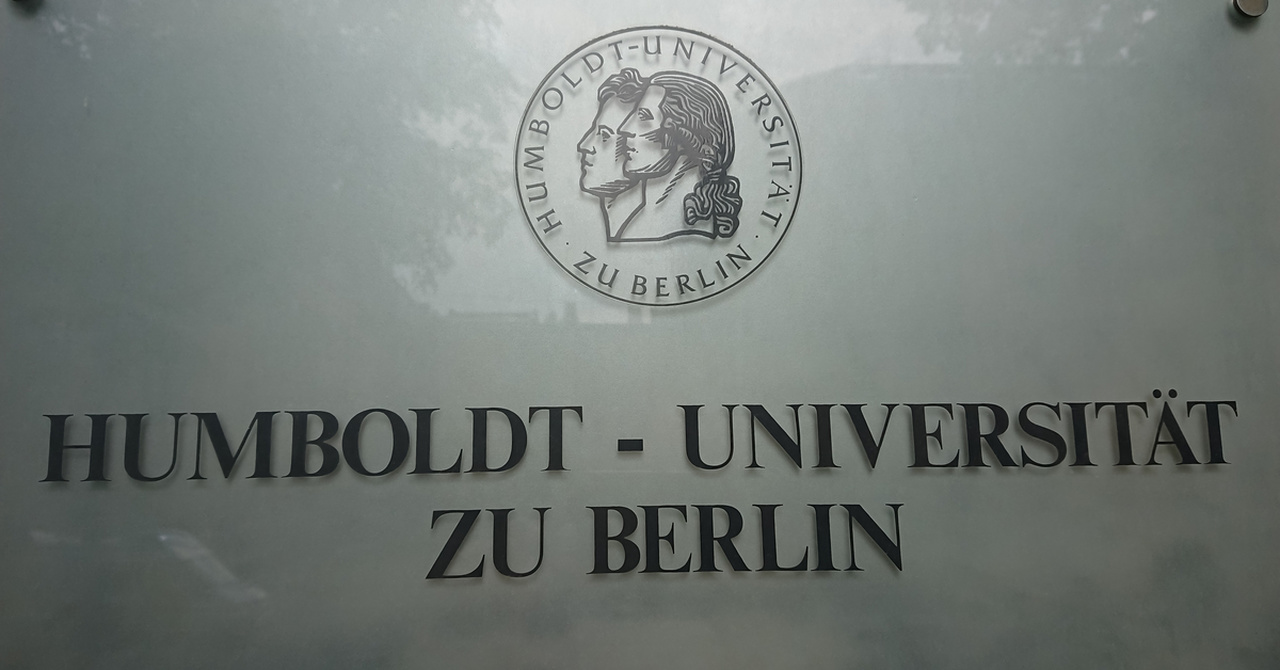 HUMBOLDT-UNIVERSITÄT
· ZU BERLIN ·
HUMBOLDT - UNIVERSITÄT
ZU BERLIN